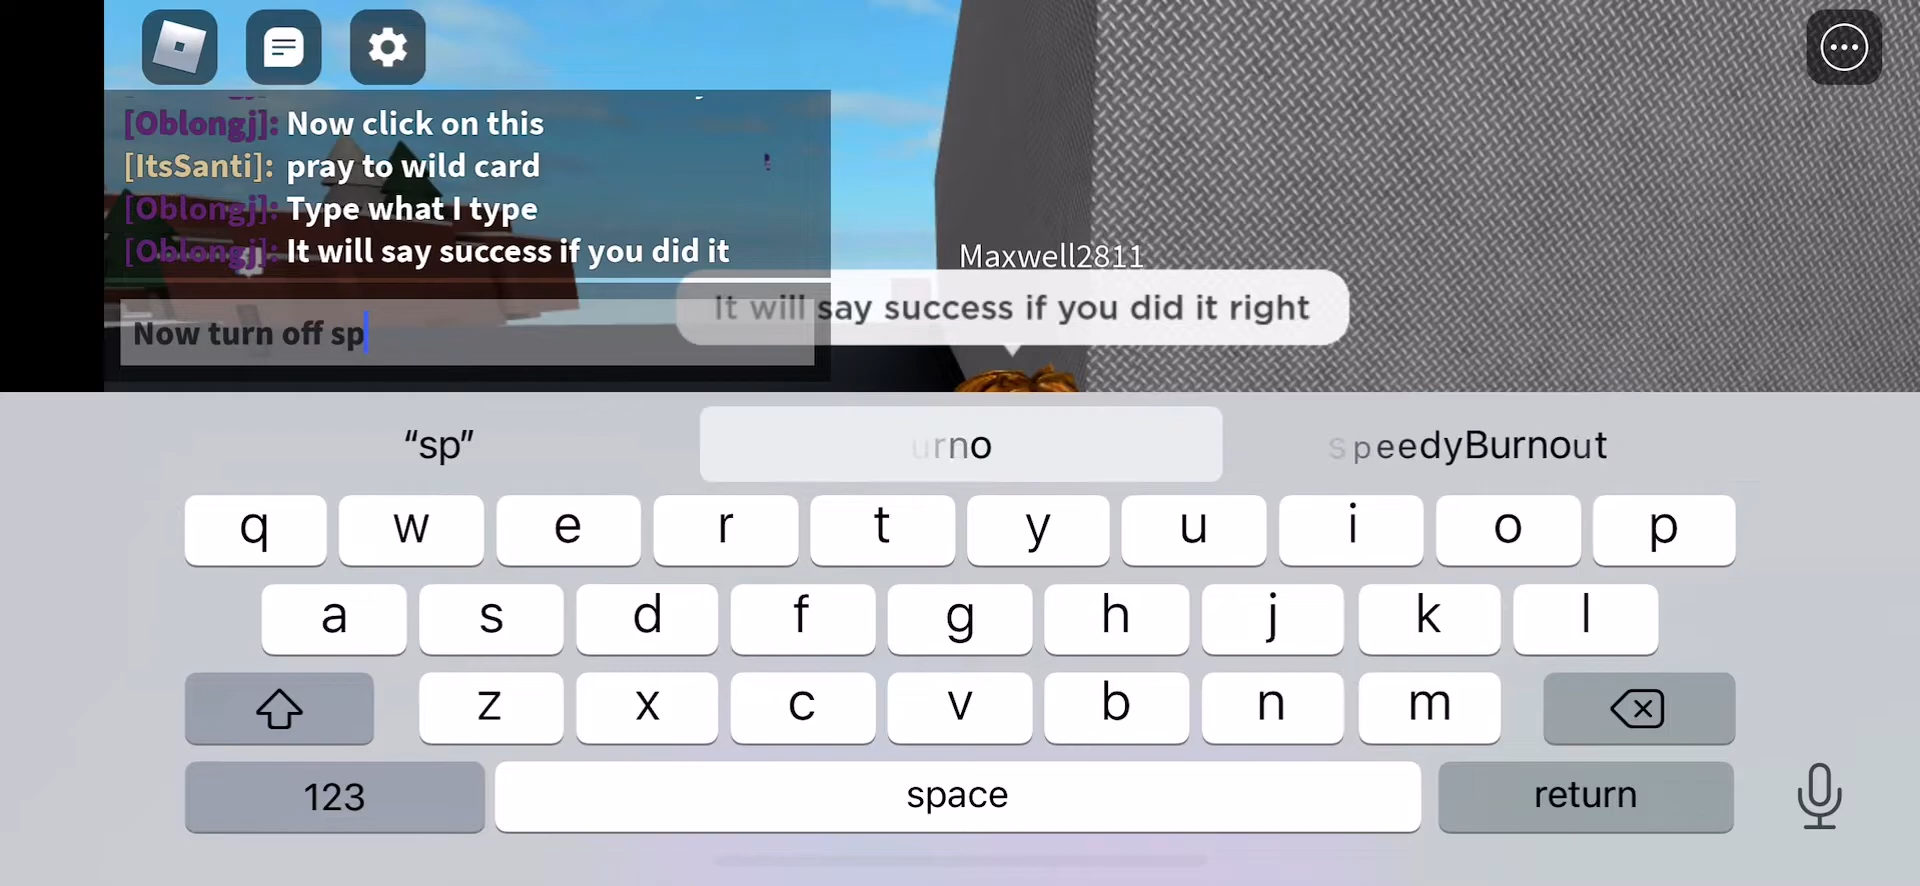 [Oblongj]: Now click on this
[ItsSanti]: pray to wild card
[Oblongj]: Type what I type
[Oblongj]: It will say success if you did it
Maxwell2811
It will say success if you did it right
Now turn off sp
“sp”
urno
speedyBurnout
q w e r t y u i o p
a s d f g h j k l
z x c v b n m
123 space return